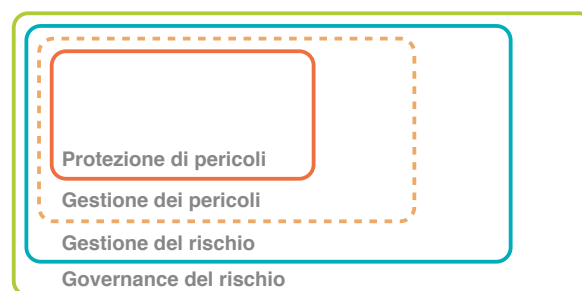 Protezione di pericoli
Gestione dei pericoli
Gestione del rischio
Governance del rischio